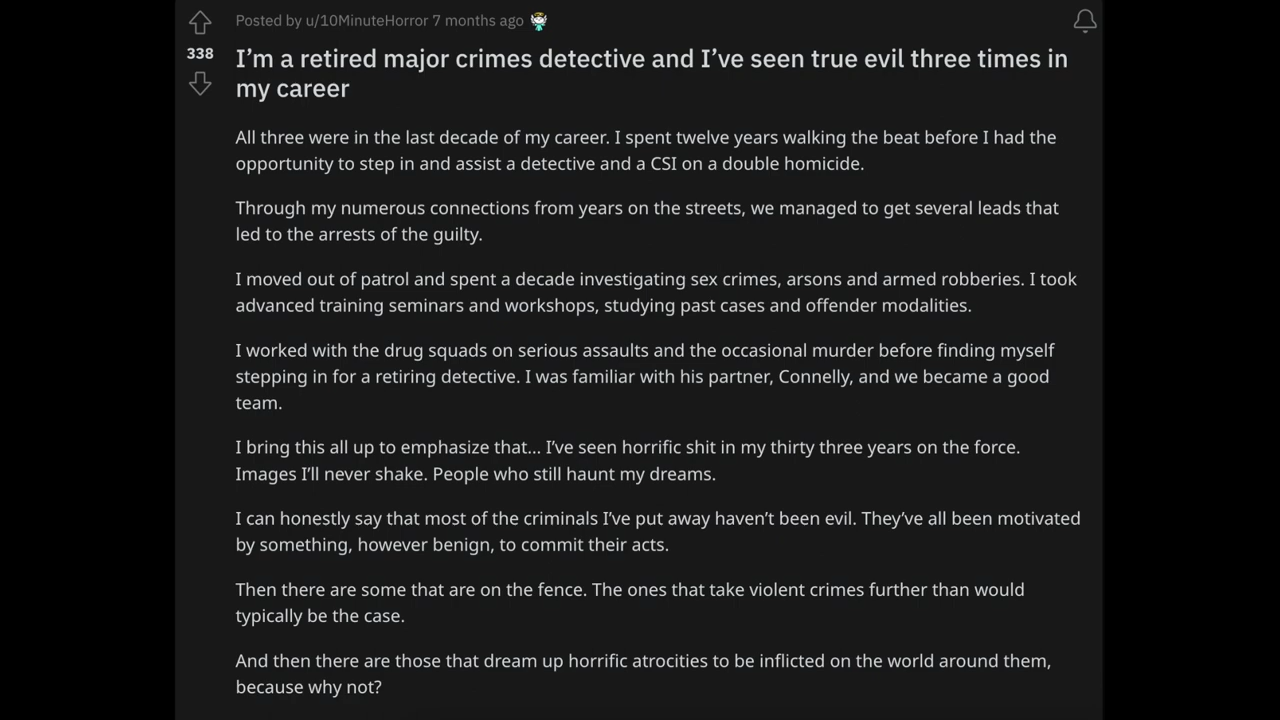 Posted by u/10MinuteHorror 7 months ago
338
I’m a retired major crimes detective and I’ve seen true evil three times in
my career
All three were in the last decade of my career. I spent twelve years walking the beat before I had the
opportunity to step in and assist a detective and a CSI on a double homicide.
Through my numerous connections from years on the streets, we managed to get several leads that
led to the arrests of the guilty.
I moved out of patrol and spent a decade investigating sex crimes, arsons and armed robberies. I took
advanced training seminars and workshops, studying past cases and offender modalities.
I worked with the drug squads on serious assaults and the occasional murder before finding myself
stepping in for a retiring detective. I was familiar with his partner, Connelly, and we became a good
team.
I bring this all up to emphasize that... I’ve seen horrific shit in my thirty three years on the force.
Images I’ll never shake. People who still haunt my dreams.
I can honestly say that most of the criminals I’ve put away haven’t been evil. They’ve all been motivated
by something, however benign, to commit their acts.
Then there are some that are on the fence. The ones that take violent crimes further than would
typically be the case.
And then there are those that dream up horrific atrocities to be inflicted on the world around them,
because why not?